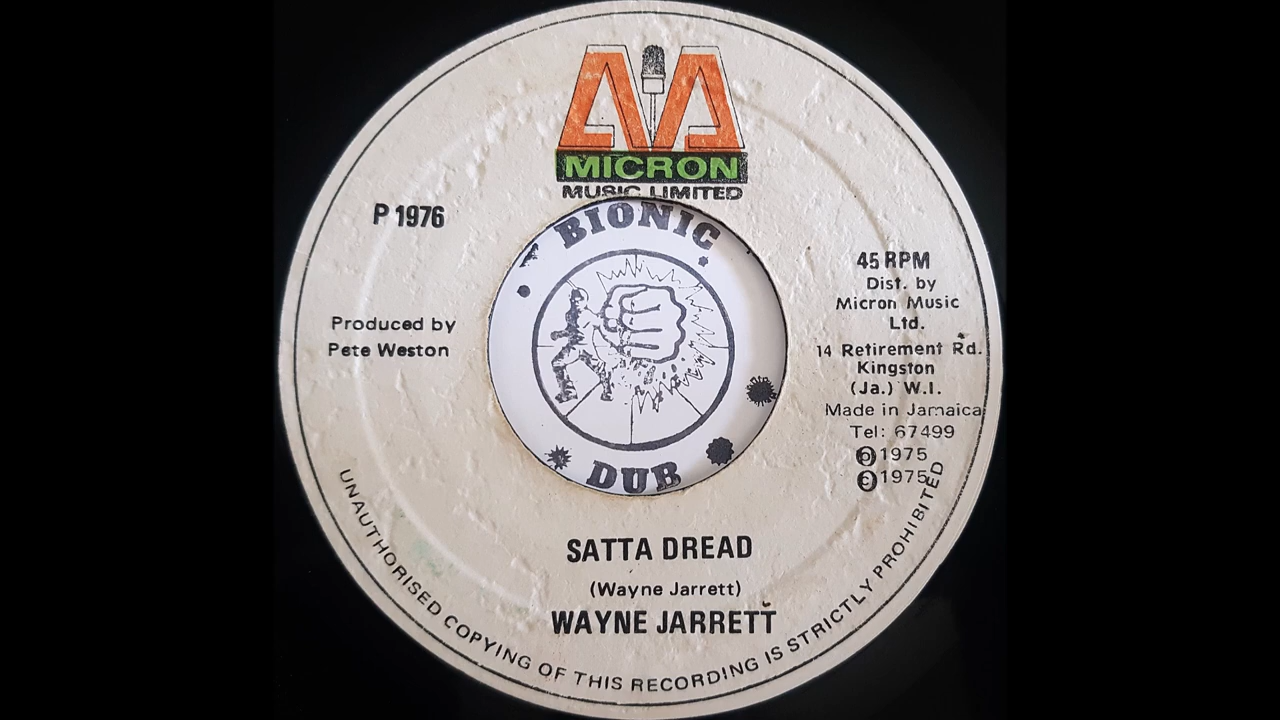 MICRON
MUSIC LIMITED
P 1976
BIONIC
DUB
Produced by
Pete Weston
45 RPM
Dist. by
Micron Music
Ltd.
14 Retirement Rd.
Kingston
(Ja.) W.I.
Made in Jamaica
Tel: 67499
℗ 1975
© 1975
SATTA DREAD
(Wayne Jarrett)
WAYNE JARRETT
UNAUTHORISED COPYING OF THIS RECORDING IS STRICTLY PROHIBITED